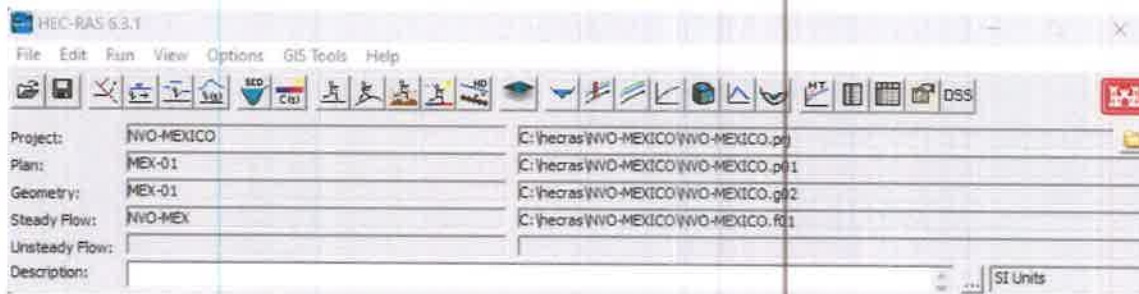 HEC-RAS 6.3.1
File Edit Run View Options GIS Tools Help
DSS
Project: NVO-MEXICO C:\hecras\NVO-MEXICO\NVO-MEXICO.prj
Plan: MEX-01 C:\hecras\NVO-MEXICO\NVO-MEXICO.p01
Geometry: MEX-01 C:\hecras\NVO-MEXICO\NVO-MEXICO.g02
Steady Flow: NVO-MEX C:\hecras\NVO-MEXICO\NVO-MEXICO.f01
Unsteady Flow:
Description: ... SI Units